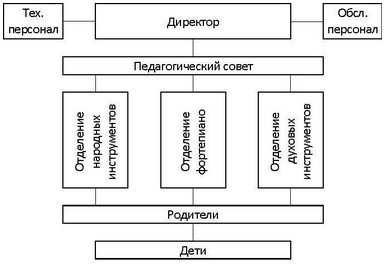 Тех.
персонал
Директор
Обсл.
персонал
Педагогический совет
Отделение
народных
инструментов
Отделение
фортепиано
Отделение
духовых
инструментов
Родители
Дети